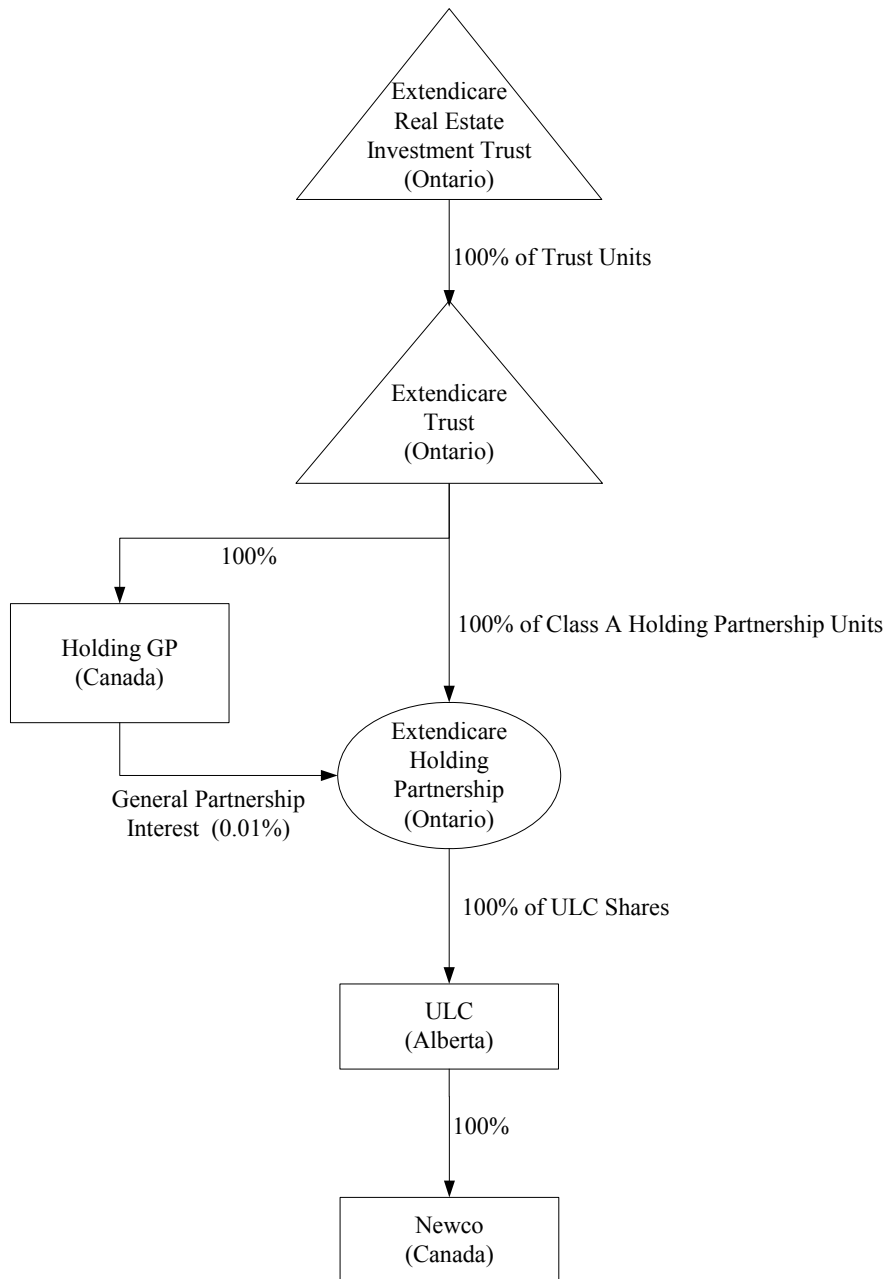 Extendicare
Real Estate
Investment Trust
(Ontario)
100% of Trust Units
Extendicare
Trust
(Ontario)
100%
100% of Class A Holding Partnership Units
Holding GP
(Canada)
Extendicare
Holding
Partnership
(Ontario)
General Partnership
Interest (0.01%)
100% of ULC Shares
ULC
(Alberta)
100%
Newco
(Canada)